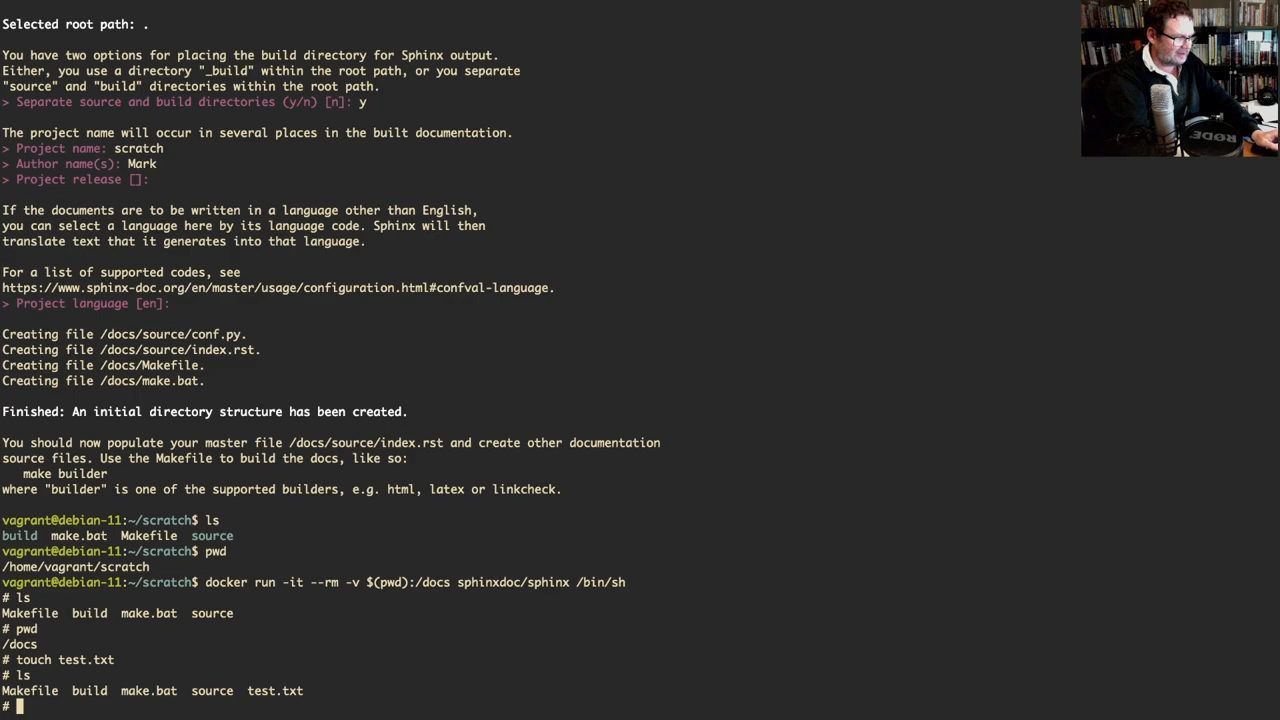 Selected root path: .
You have two options for placing the build directory for Sphinx output.
Either, you use a directory "_build" within the root path, or you separate
"source" and "build" directories within the root path.
> Separate source and build directories (y/n) [n]: y
The project name will occur in several places in the built documentation.
> Project name: scratch
> Author name(s): Mark
> Project release []:
If the documents are to be written in a language other than English,
you can select a language here by its language code. Sphinx will then
translate text that it generates into that language.
For a list of supported codes, see
https://www.sphinx-doc.org/en/master/usage/configuration.html#confval-language.
> Project language [en]:
Creating file /docs/source/conf.py.
Creating file /docs/source/index.rst.
Creating file /docs/Makefile.
Creating file /docs/make.bat.
Finished: An initial directory structure has been created.
You should now populate your master file /docs/source/index.rst and create other documentation
source files. Use the Makefile to build the docs, like so:
make builder
where "builder" is one of the supported builders, e.g. html, latex or linkcheck.
vagrant@debian-11:~/scratch$ ls
build  make.bat  Makefile  source
vagrant@debian-11:~/scratch$ pwd
/home/vagrant/scratch
vagrant@debian-11:~/scratch$ docker run -it --rm -v $(pwd):/docs sphinxdoc/sphinx /bin/sh
# ls
Makefile  build  make.bat  source
# pwd
/docs
# touch test.txt
# ls
Makefile  build  make.bat  source  test.txt
#
RØDE